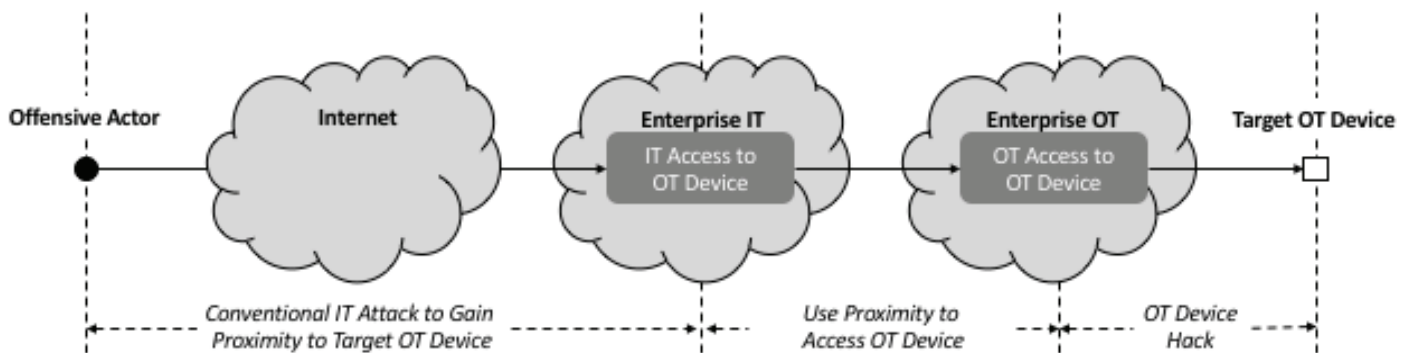 Offensive Actor
Internet
Enterprise IT
Enterprise OT
Target OT Device
IT Access to
OT Device
OT Access to
OT Device
Conventional IT Attack to Gain
Proximity to Target OT Device
Use Proximity to
Access OT Device
OT Device
Hack